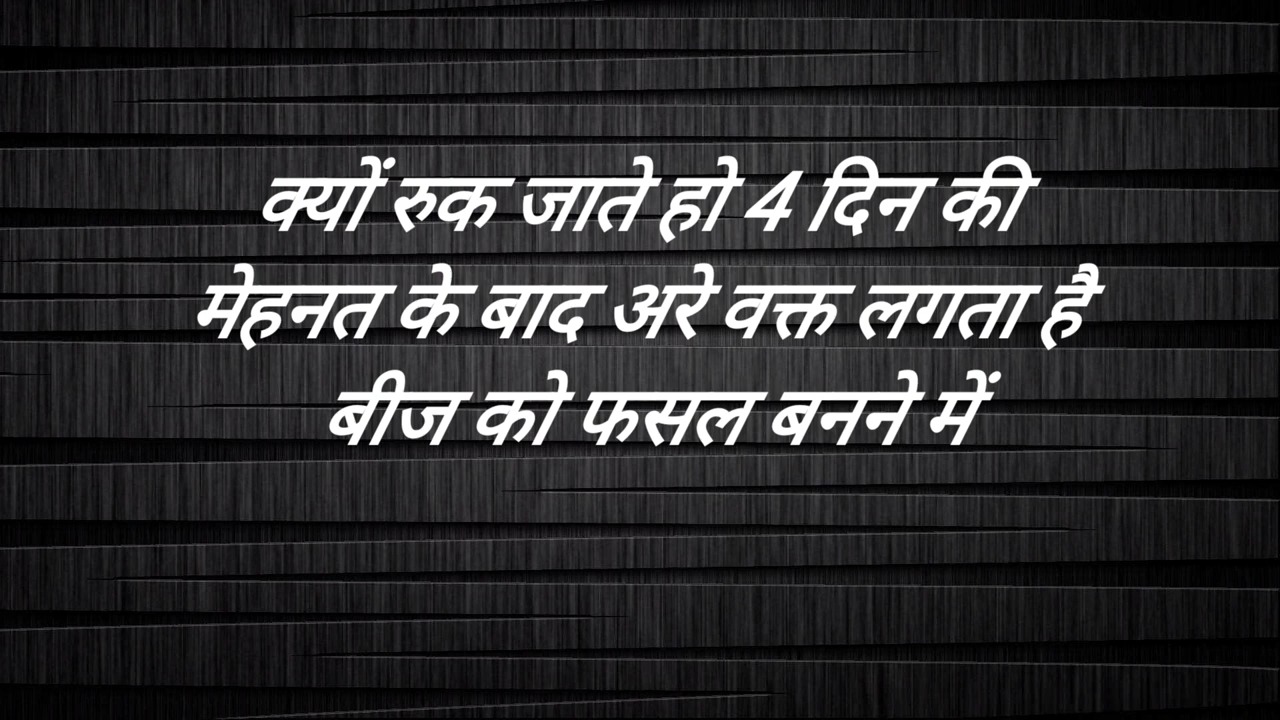 क्यों रुक जाते हो 4 दिन की
मेहनत के बाद अरे वक्त लगता है
बीज को फसल बनने में